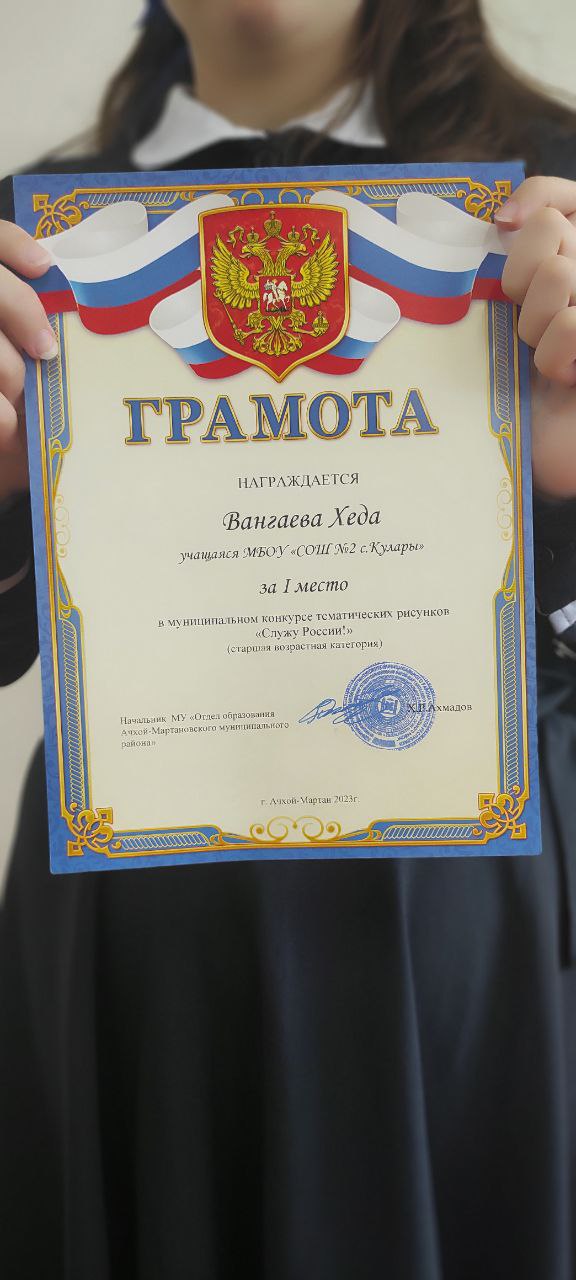 ГРАМОТА
НАГРАЖДАЕТСЯ
Вангаева Хеда
учащаяся МБОУ «СОШ №2 с.Кулары»
за I место
в муниципальном конкурсе тематических рисунков
«Служу России!»
(старшая возрастная категория)
Начальник МУ «Отдел образования
Ачхой-Мартановского муниципального
района»
Ахмадов
г. Ачхой-Мартан 2023г.